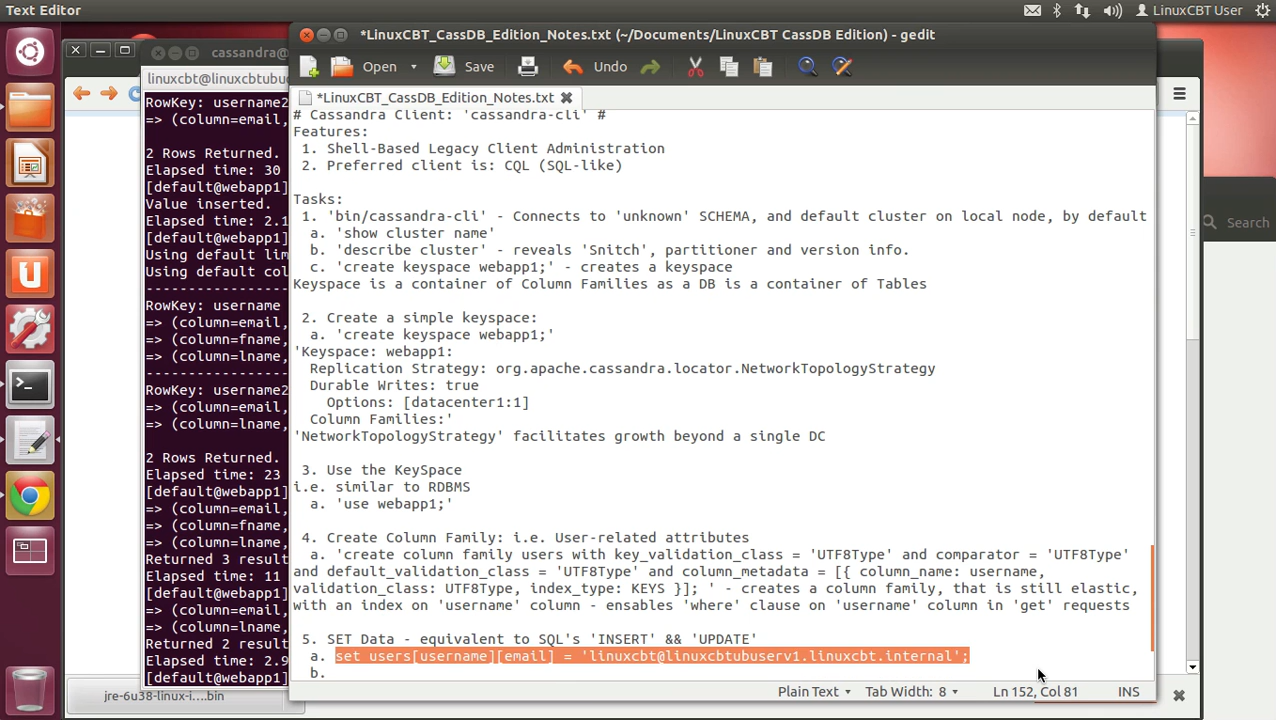 Text Editor
LinuxCBT User
*LinuxCBT_CassDB_Edition_Notes.txt (~/Documents/LinuxCBT CassDB Edition) - gedit
cassandra@
Open
Save
Undo
linuxcbt@linuxcbtubu
*LinuxCBT_CassDB_Edition_Notes.txt
RowKey: username2
=> (column=email,
2 Rows Returned.
Elapsed time: 30
[default@webapp1]
Value inserted.
Elapsed time: 2.1
[default@webapp1]
Using default lim
Using default col
-----------------
RowKey: username
=> (column=email,
=> (column=fname,
=> (column=lname,
-----------------
RowKey: username2
=> (column=email,
=> (column=lname,
2 Rows Returned.
Elapsed time: 23
[default@webapp1]
=> (column=email,
=> (column=fname,
=> (column=lname,
Returned 3 result
Elapsed time: 11
[default@webapp1]
=> (column=email,
=> (column=lname,
Returned 2 result
Elapsed time: 2.9
[default@webapp1]
# Cassandra Client: 'cassandra-cli' #
Features:
1. Shell-Based Legacy Client Administration
2. Preferred client is: CQL (SQL-like)
Tasks:
1. 'bin/cassandra-cli' - Connects to 'unknown' SCHEMA, and default cluster on local node, by default
a. 'show cluster name'
b. 'describe cluster' - reveals 'Snitch', partitioner and version info.
c. 'create keyspace webapp1;' - creates a keyspace
Keyspace is a container of Column Families as a DB is a container of Tables
2. Create a simple keyspace:
a. 'create keyspace webapp1;'
'Keyspace: webapp1:
Replication Strategy: org.apache.cassandra.locator.NetworkTopologyStrategy
Durable Writes: true
Options: [datacenter1:1]
Column Families:'
'NetworkTopologyStrategy' facilitates growth beyond a single DC
3. Use the KeySpace
i.e. similar to RDBMS
a. 'use webapp1;'
4. Create Column Family: i.e. User-related attributes
a. 'create column family users with key_validation_class = 'UTF8Type' and comparator = 'UTF8Type'
and default_validation_class = 'UTF8Type' and column_metadata = [{ column_name: username,
validation_class: UTF8Type, index_type: KEYS }]; ' - creates a column family, that is still elastic,
with an index on 'username' column - ensables 'where' clause on 'username' column in 'get' requests
5. SET Data - equivalent to SQL's 'INSERT' && 'UPDATE'
a. set users[username][email] = 'linuxcbt@linuxcbtubuserv1.linuxcbt.internal';
b.
Plain Text
Tab Width: 8
Ln 152, Col 81
INS
Search
jre-6u38-linux-i....bin